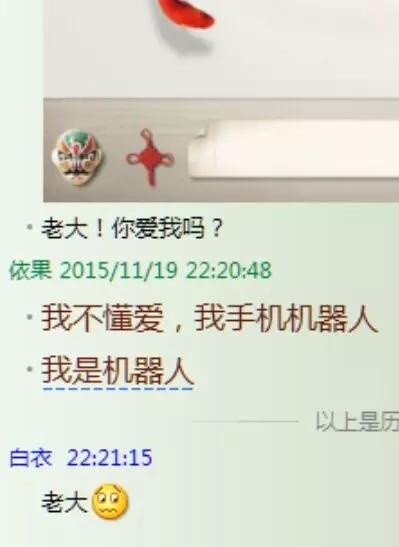 老大！你爱我吗？
依果 2015/11/19 22:20:48
我不懂爱，我手机机器人
我是机器人
以上是历
白衣 22:21:15
老大